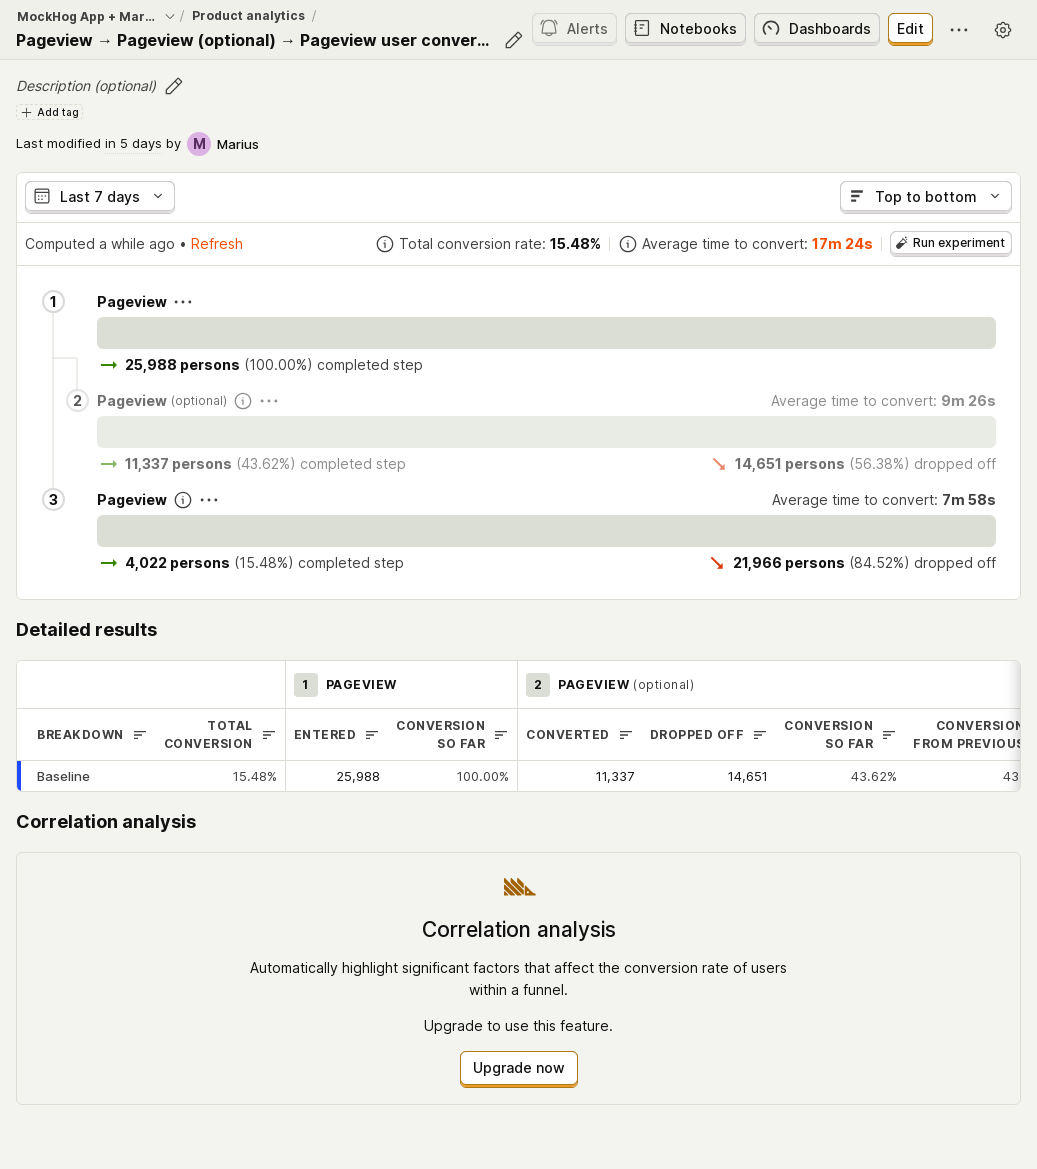 MockHog App + Mar... / Product analytics /
Pageview → Pageview (optional) → Pageview user conver...
Alerts
Notebooks
Dashboards
Edit
Description (optional)
Add tag
Last modified in 5 days by M Marius
Last 7 days
Top to bottom
Computed a while ago • Refresh
Total conversion rate: 15.48%
Average time to convert: 17m 24s
Run experiment
1 Pageview
25,988 persons (100.00%) completed step
2 Pageview (optional)
Average time to convert: 9m 26s
11,337 persons (43.62%) completed step
14,651 persons (56.38%) dropped off
3 Pageview
Average time to convert: 7m 58s
4,022 persons (15.48%) completed step
21,966 persons (84.52%) dropped off
Detailed results
1 PAGEVIEW
2 PAGEVIEW (optional)
BREAKDOWN
TOTAL
CONVERSION
ENTERED
CONVERSION
SO FAR
CONVERTED
DROPPED OFF
CONVERSION
SO FAR
CONVERSION
FROM PREVIOUS
Baseline 15.48% 25,988 100.00% 11,337 14,651 43.62% 43
Correlation analysis
Correlation analysis
Automatically highlight significant factors that affect the conversion rate of users
within a funnel.
Upgrade to use this feature.
Upgrade now